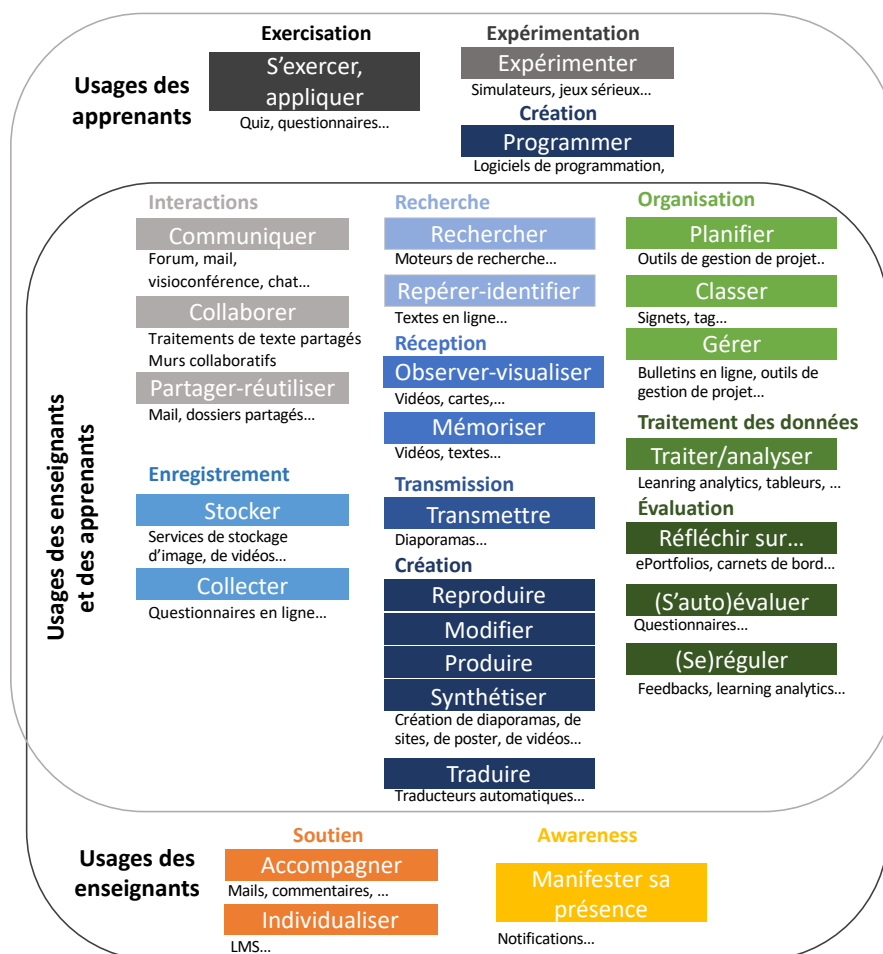 Exercisation
S'exercer,
appliquer
Quiz, questionnaires…
Usages des
apprenants
Expérimentation
Expérimenter
Simulateurs, jeux sérieux…
Création
Programmer
Logiciels de programmation,
Usages des enseignants
et des apprenants
Interactions
Communiquer
Forum, mail,
visioconférence, chat…
Collaborer
Traitements de texte partagés
Murs collaboratifs
Partager-réutiliser
Mail, dossiers partagés…
Enregistrement
Stocker
Services de stockage
d'image, de vidéos…
Collecter
Questionnaires en ligne…
Recherche
Rechercher
Moteurs de recherche…
Repérer-identifier
Textes en ligne…
Réception
Observer-visualiser
Vidéos, cartes,…
Mémoriser
Vidéos, textes…
Transmission
Transmettre
Diaporamas…
Création
Reproduire
Modifier
Produire
Synthétiser
Création de diaporamas, de
sites, de poster, de vidéos…
Traduire
Traducteurs automatiques…
Organisation
Planifier
Outils de gestion de projet..
Classer
Signets, tag…
Gérer
Bulletins en ligne, outils de
gestion de projet…
Traitement des données
Traiter/analyser
Leanring analytics, tableurs, …
Évaluation
Réfléchir sur…
ePortfolios, carnets de bord…
(S'auto)évaluer
Questionnaires…
(Se)réguler
Feedbacks, learning analytics…
Usages des
enseignants
Soutien
Accompagner
Mails, commentaires, …
Individualiser
LMS…
Awareness
Manifester sa
présence
Notifications…